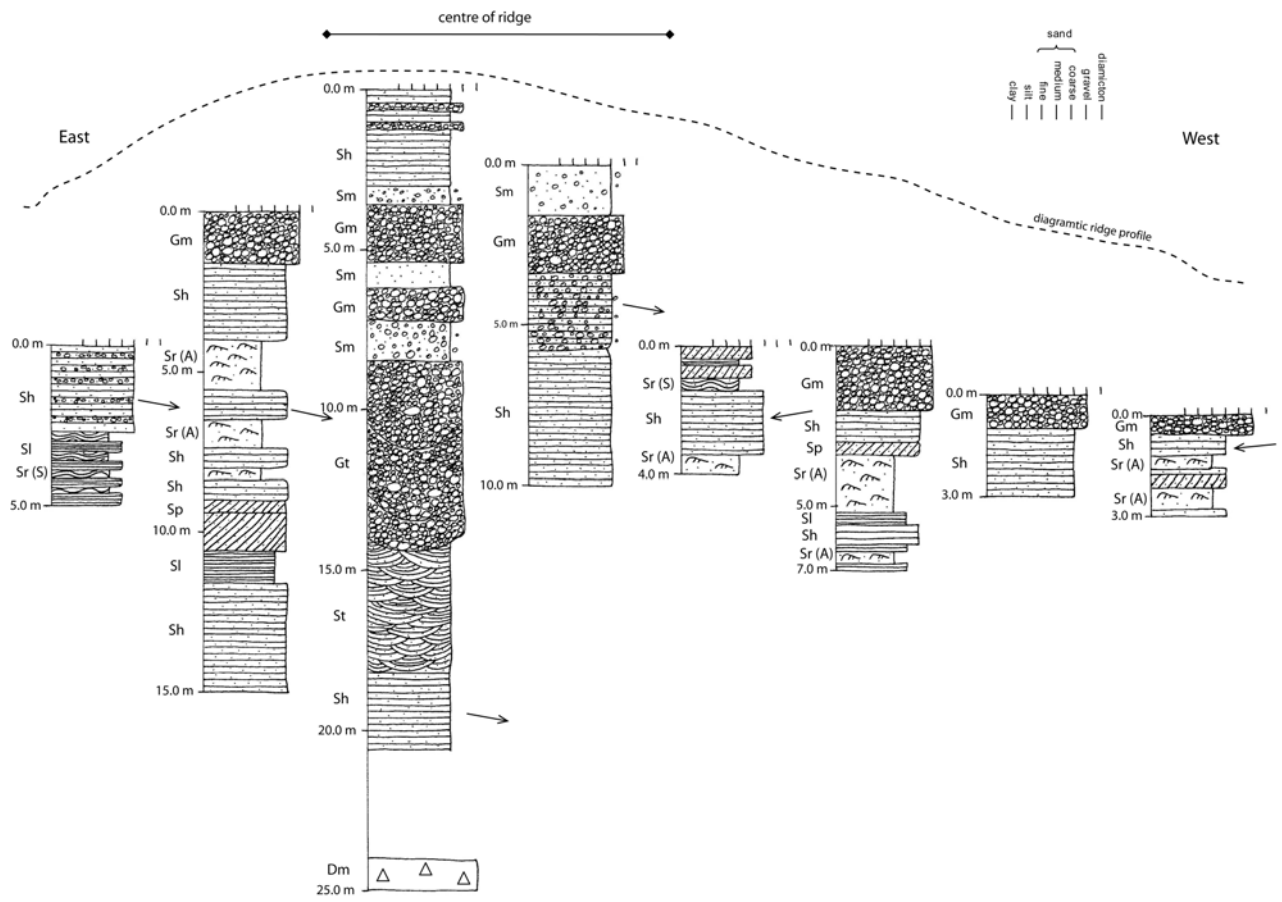 centre of ridge
sand
clay
silt
fine
medium
coarse
gravel
diamicton
East
West
diagramtic ridge profile
0.0 m
Sh
Sl
Sr (S)
5.0 m
0.0 m
Gm
Sh
Sr (A)
5.0 m
Sr (A)
Sh
Sh
Sp
10.0 m
Sl
Sh
15.0 m
0.0 m
Sh
Sm
Gm
5.0 m
Sm
Gm
Sm
10.0 m
Gt
15.0 m
St
Sh
20.0 m
Dm
25.0 m
0.0 m
Sm
Gm
5.0 m
Sh
10.0 m
0.0 m
Sr (S)
Sh
Sr (A)
4.0 m
0.0 m
Gm
Sh
Sp
Sr (A)
5.0 m
Sl
Sh
Sr (A)
7.0 m
0.0 m
Gm
Sh
3.0 m
0.0 m
Gm
Sh
Sr (A)
Sr (A)
3.0 m